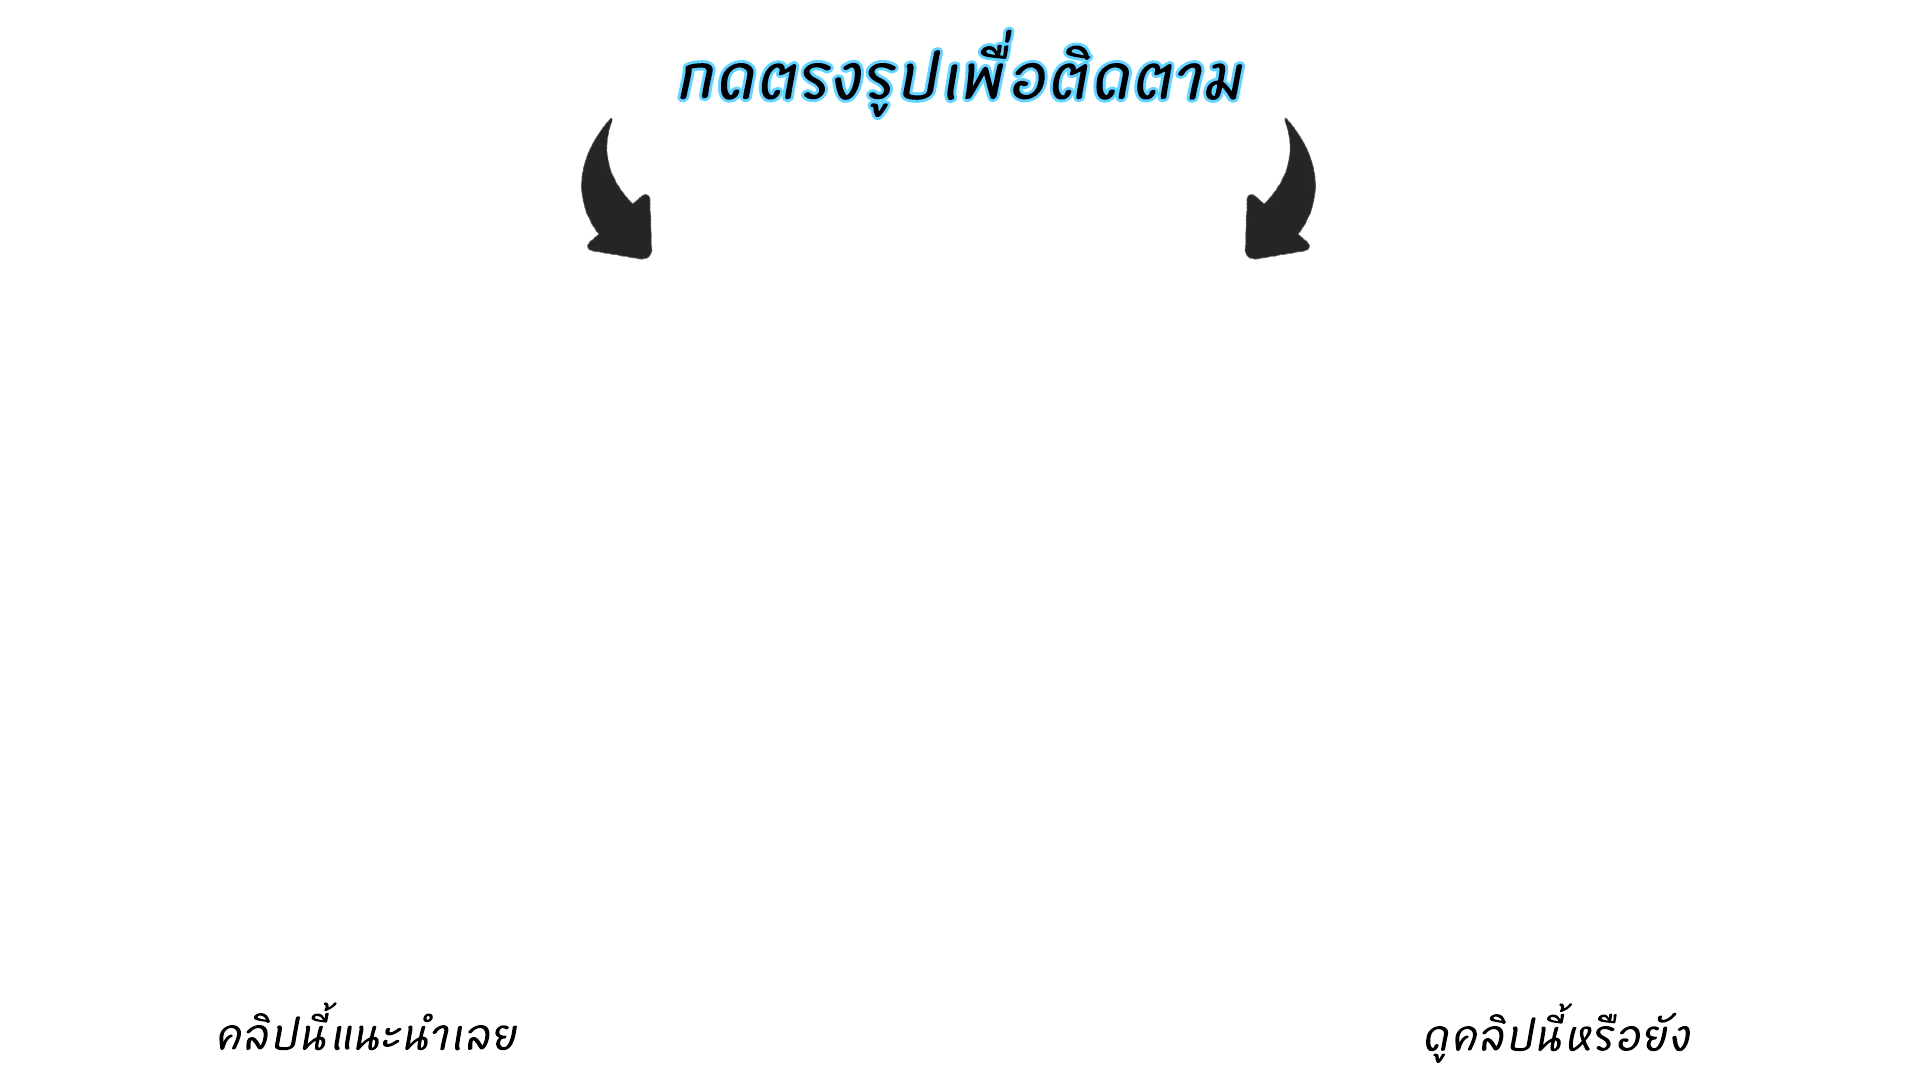 กดตรงรูปเพื่อติดตาม
คลิปนี้แนะนำเลย
ดูคลิปนี้หรือยัง